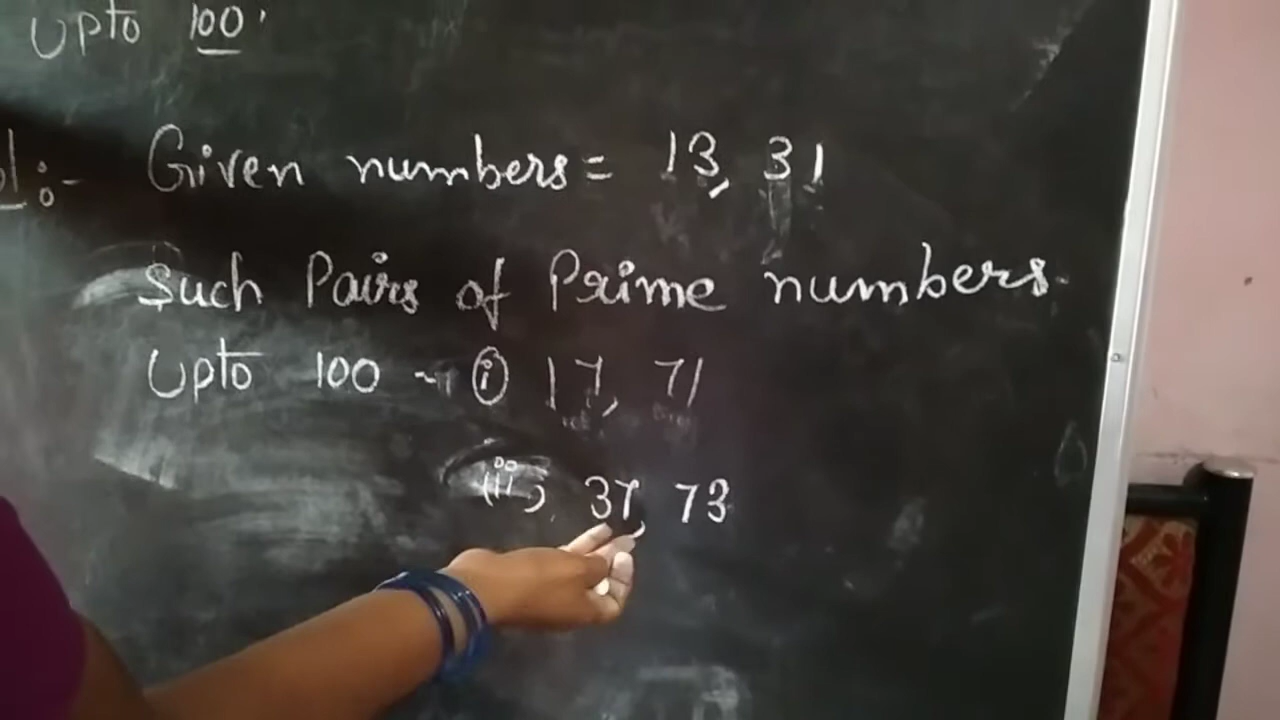 Upto 100'
Given numbers = 13, 31
Such Pairs of Prime numbers
Upto 100 - (i) 17, 71
(ii), 37, 73